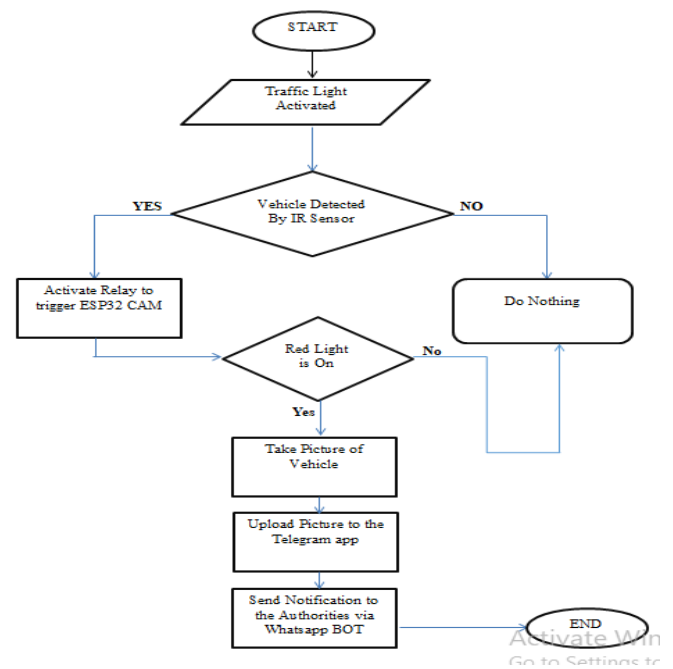 START
Traffic Light
Activated
Vehicle Detected
By IR Sensor
YES
NO
Activate Relay to
trigger ESP32 CAM
Do Nothing
Red Light
is On
No
Yes
Take Picture of
Vehicle
Upload Picture to the
Telegram app
Send Notification to
the Authorities via
Whatsapp BOT
END
Activate Win
Go to Settings to